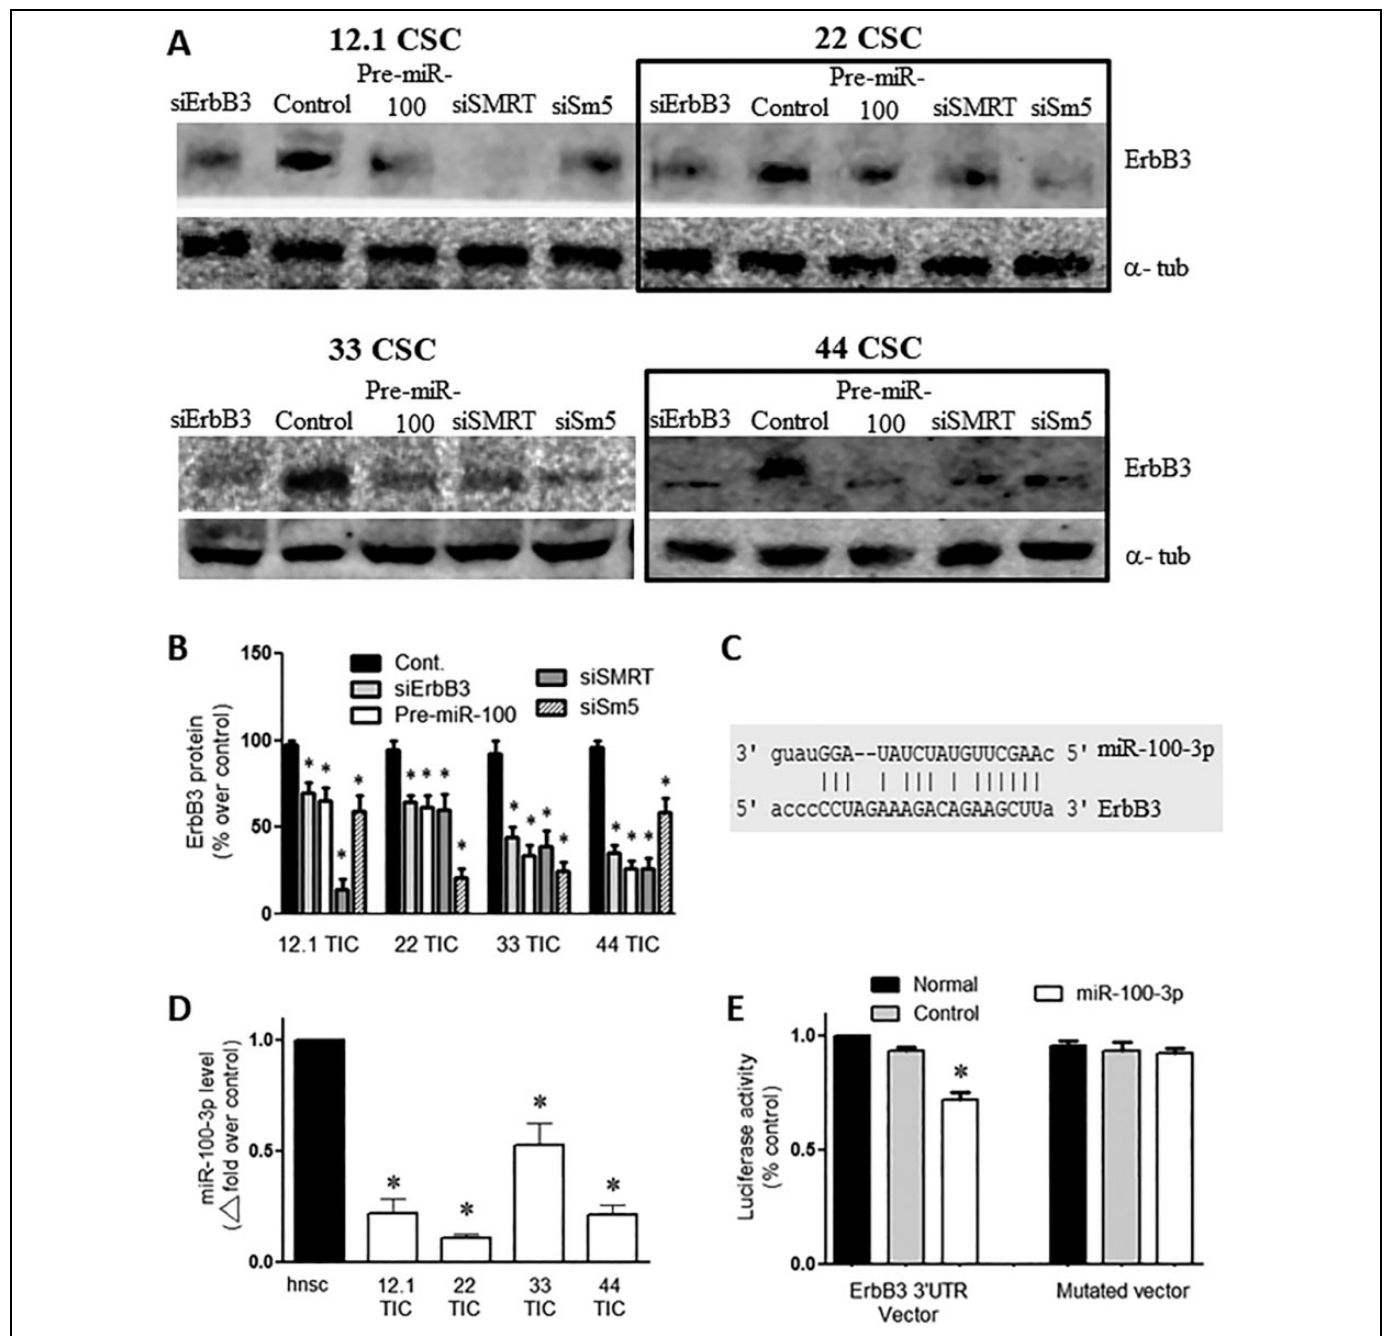 A
12.1 CSC
22 CSC
siErbB3 Control Pre-miR-100 siSMRT siSm5
siErbB3 Control Pre-miR-100 siSMRT siSm5
ErbB3
α- tub
33 CSC
44 CSC
siErbB3 Control Pre-miR-100 siSMRT siSm5
siErbB3 Control Pre-miR-100 siSMRT siSm5
ErbB3
α- tub
B
ErbB3 protein
(% over control)
150
100
50
0
Cont.
siErbB3
Pre-miR-100
siSMRT
siSm5
* * * *
* * * *
* * * *
* * * *
12.1 TIC 22 TIC 33 TIC 44 TIC
C
3' guauGGA--UAUCUAUGUUCGAAc 5' miR-100-3p
5' acccCCUAGAAAGACAGAAGCUUa 3' ErbB3
D
miR-100-3p level
(△ fold over control)
1.0
0.5
0.0
* * * *
hnsc 12.1 TIC 22 TIC 33 TIC 44 TIC
E
Normal
Control
miR-100-3p
Luciferase activity
(% control)
1.0
0.5
0.0
*
ErbB3 3'UTR
Vector
Mutated vector